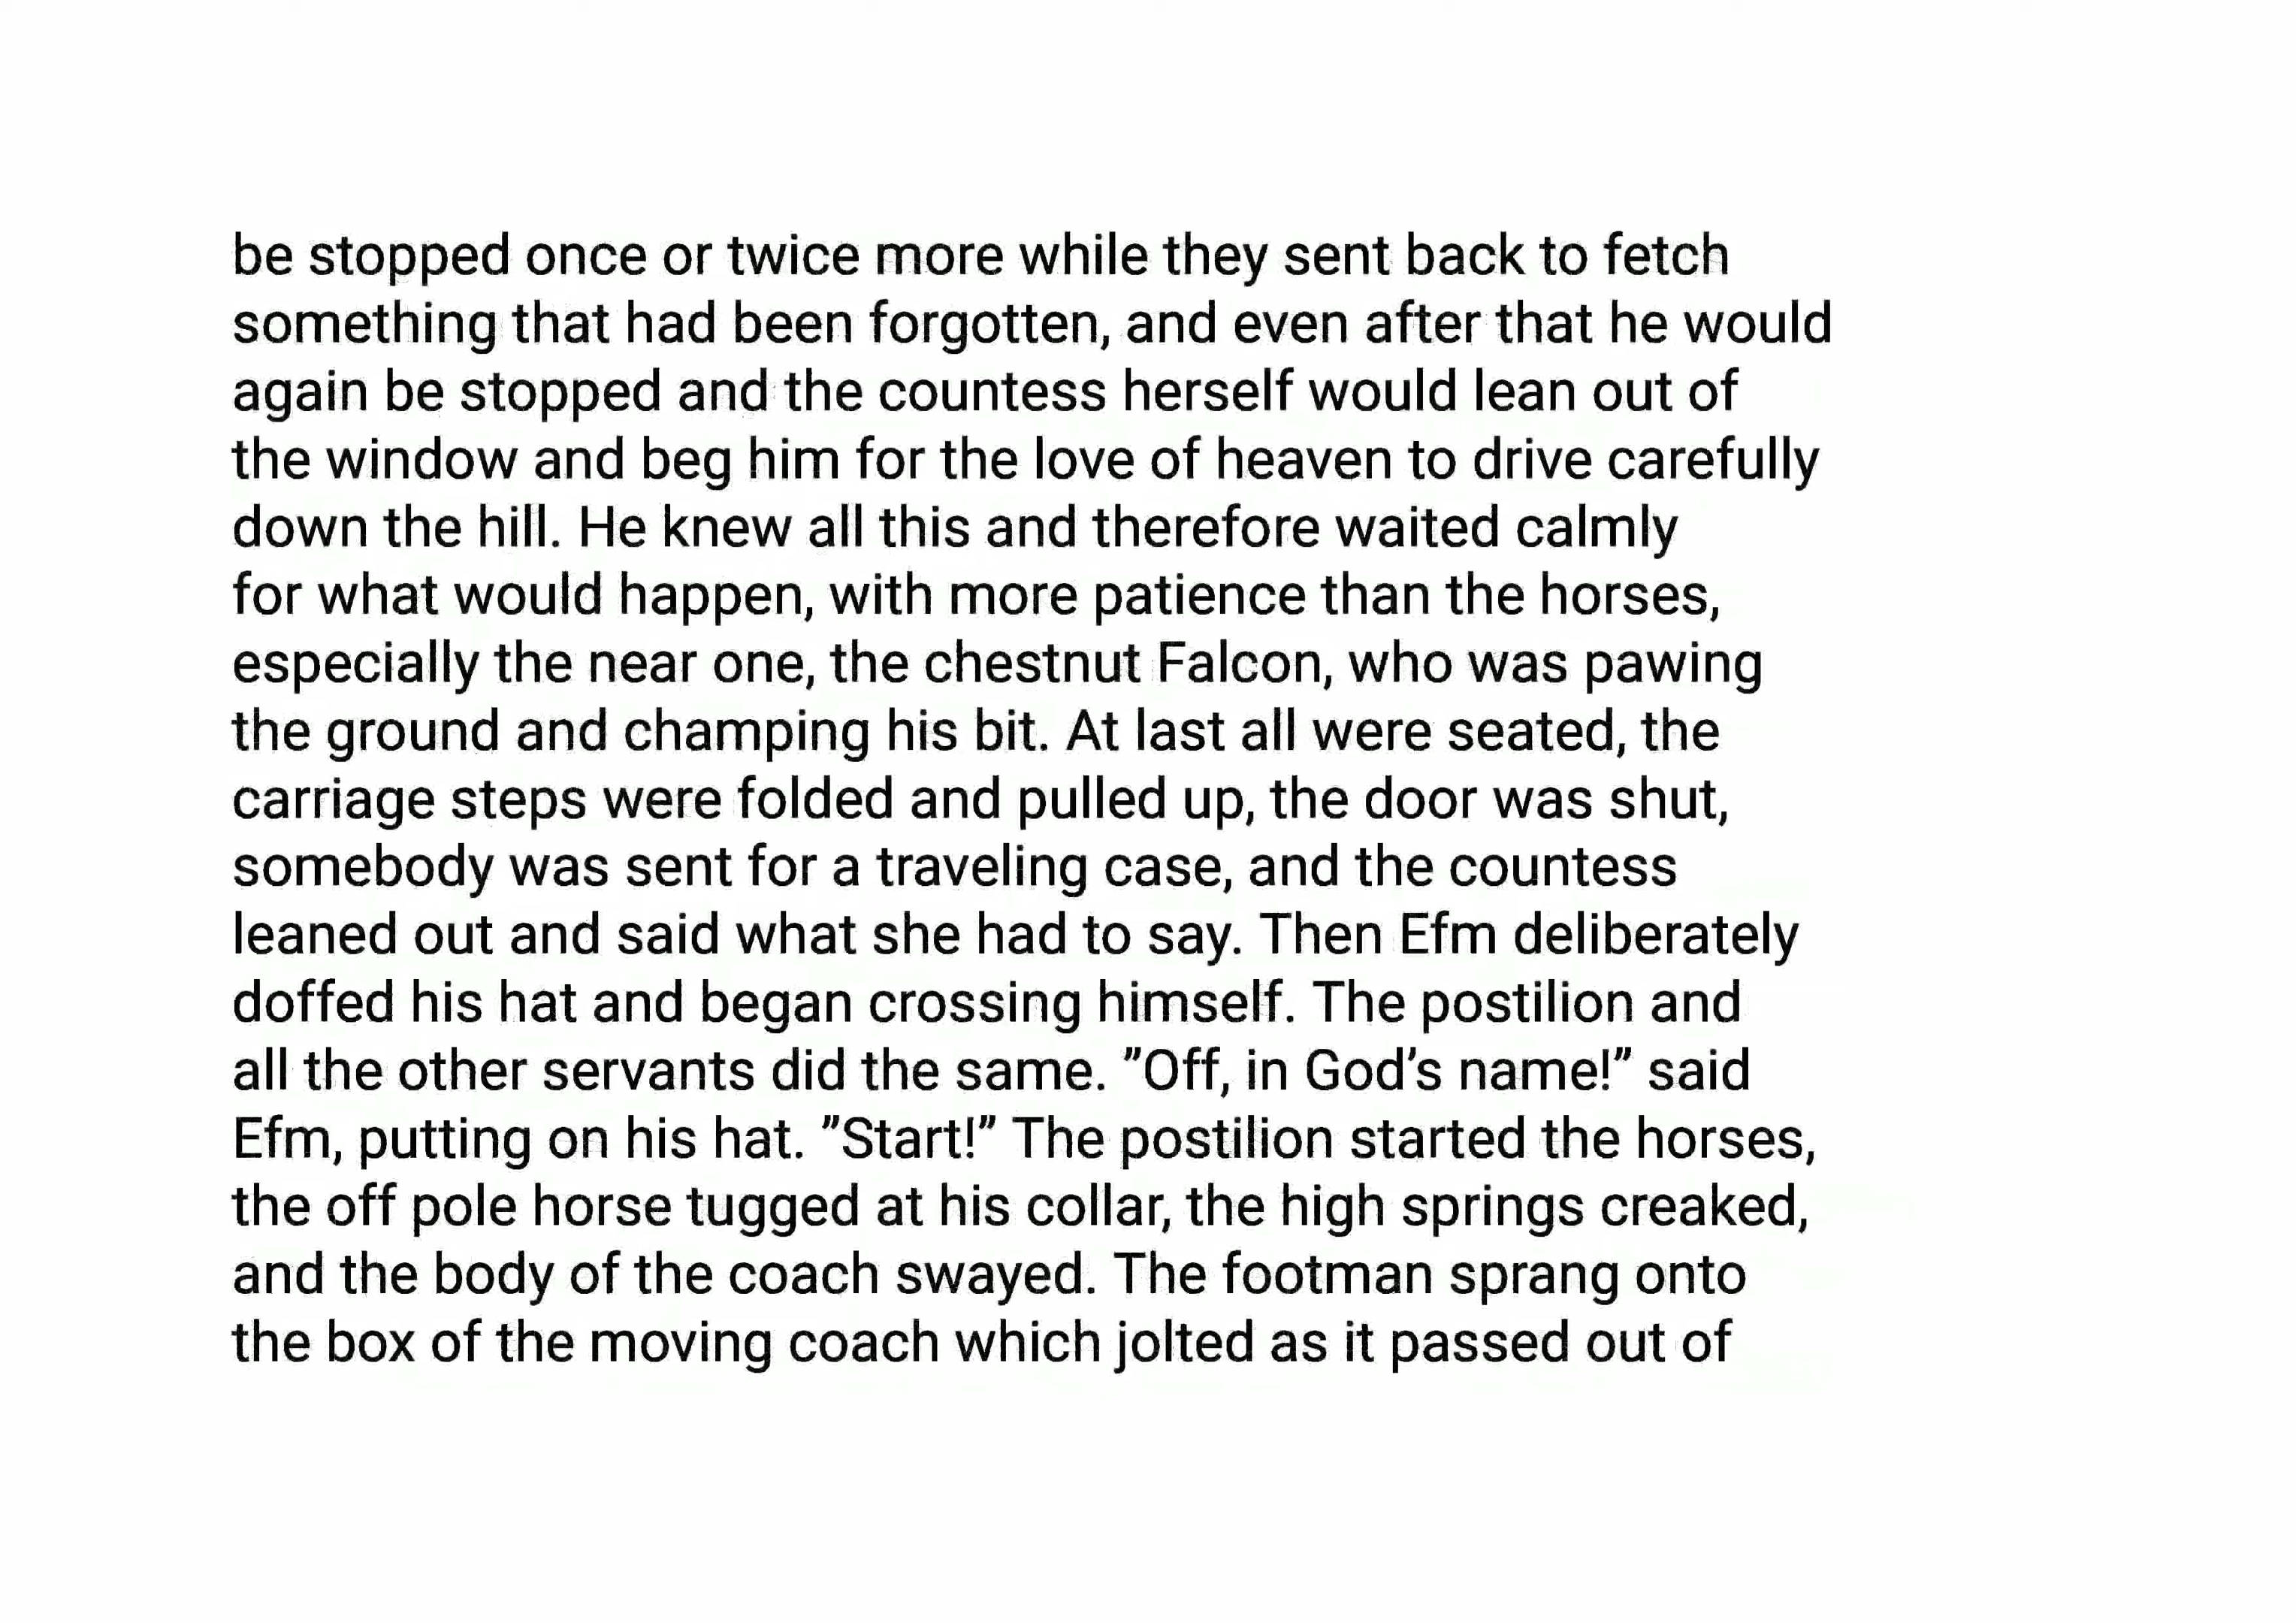 be stopped once or twice more while they sent back to fetch
something that had been forgotten, and even after that he would
again be stopped and the countess herself would lean out of
the window and beg him for the love of heaven to drive carefully
down the hill. He knew all this and therefore waited calmly
for what would happen, with more patience than the horses,
especially the near one, the chestnut Falcon, who was pawing
the ground and champing his bit. At last all were seated, the
carriage steps were folded and pulled up, the door was shut,
somebody was sent for a traveling case, and the countess
leaned out and said what she had to say. Then Efm deliberately
doffed his hat and began crossing himself. The postilion and
all the other servants did the same. ”Off, in God’s name!” said
Efm, putting on his hat. ”Start!” The postilion started the horses,
the off pole horse tugged at his collar, the high springs creaked,
and the body of the coach swayed. The footman sprang onto
the box of the moving coach which jolted as it passed out of